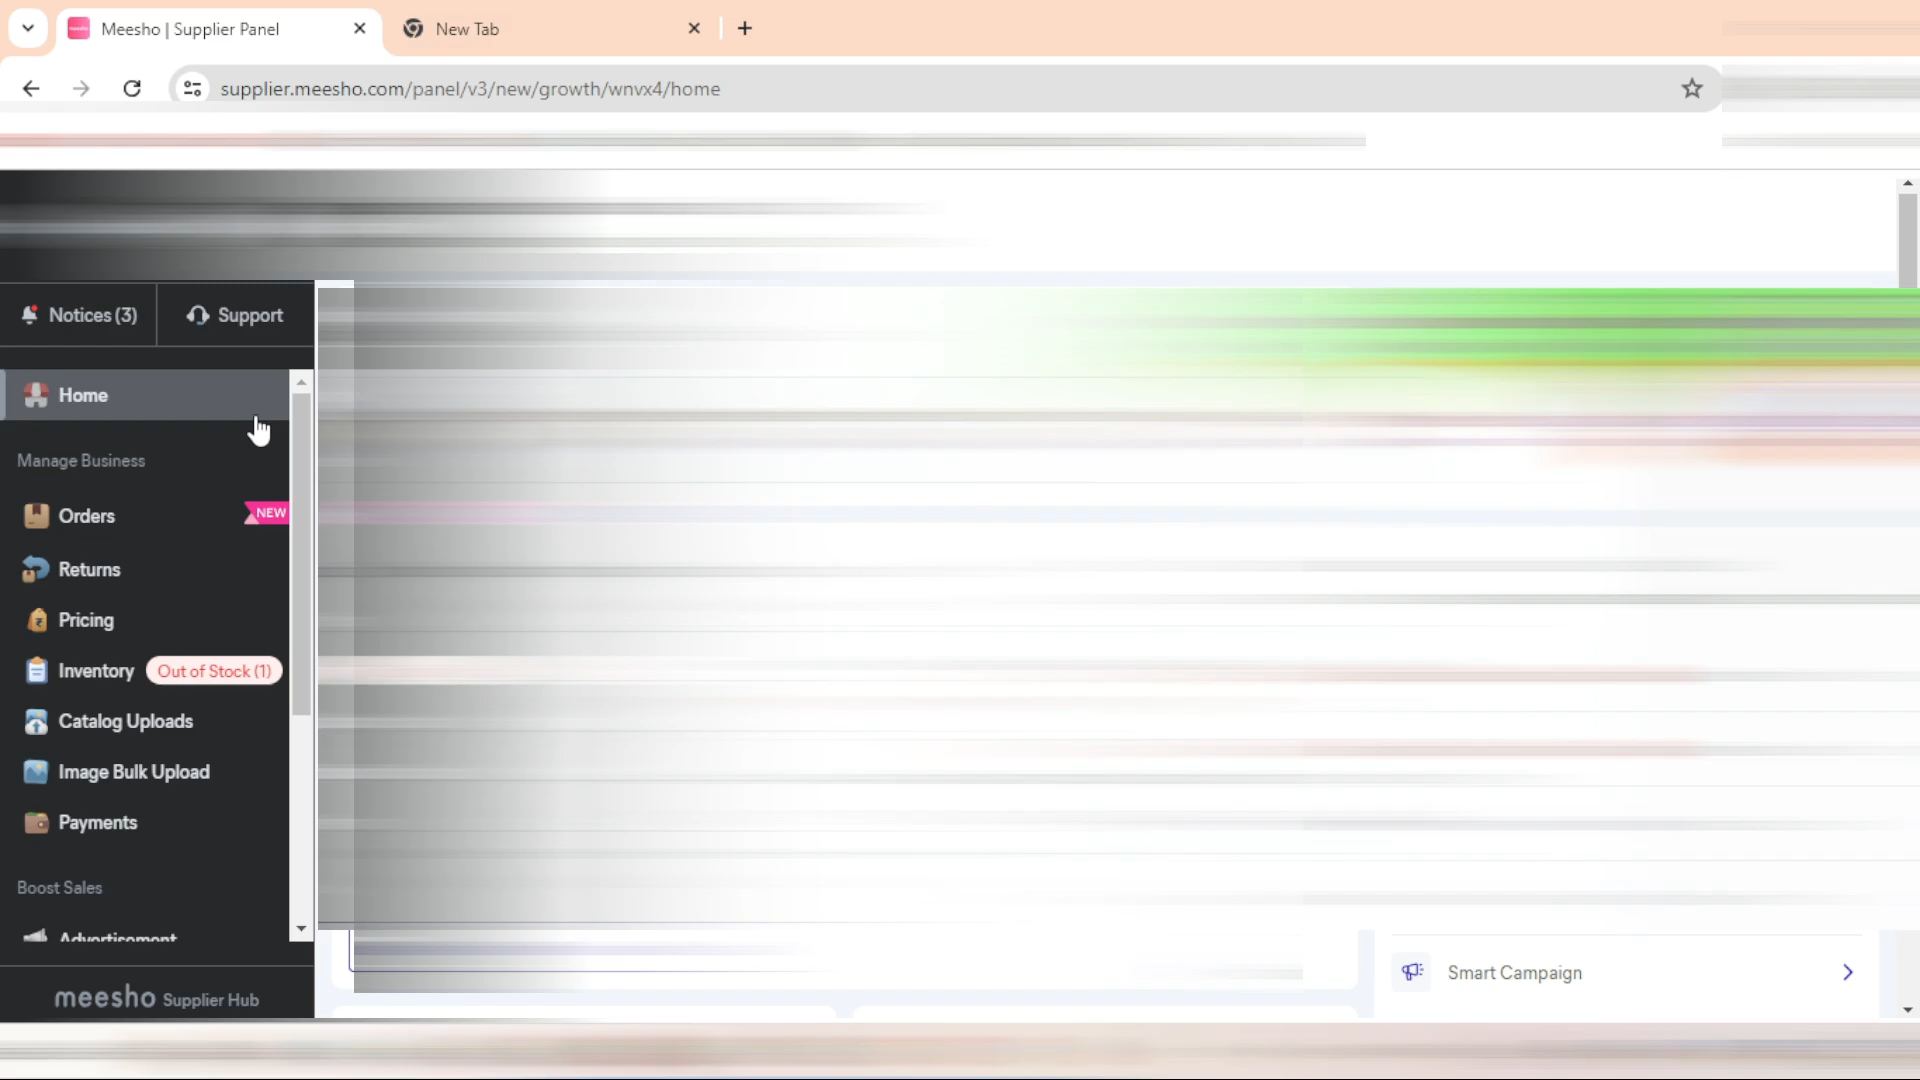 Meesho | Supplier Panel
New Tab
supplier.meesho.com/panel/v3/new/growth/wnvx4/home
Notices (3)
Support
Home
Manage Business
Orders
NEW
Returns
Pricing
Inventory
Out of Stock (1)
Catalog Uploads
Image Bulk Upload
Payments
Boost Sales
Advertisement
meesho Supplier Hub
Smart Campaign